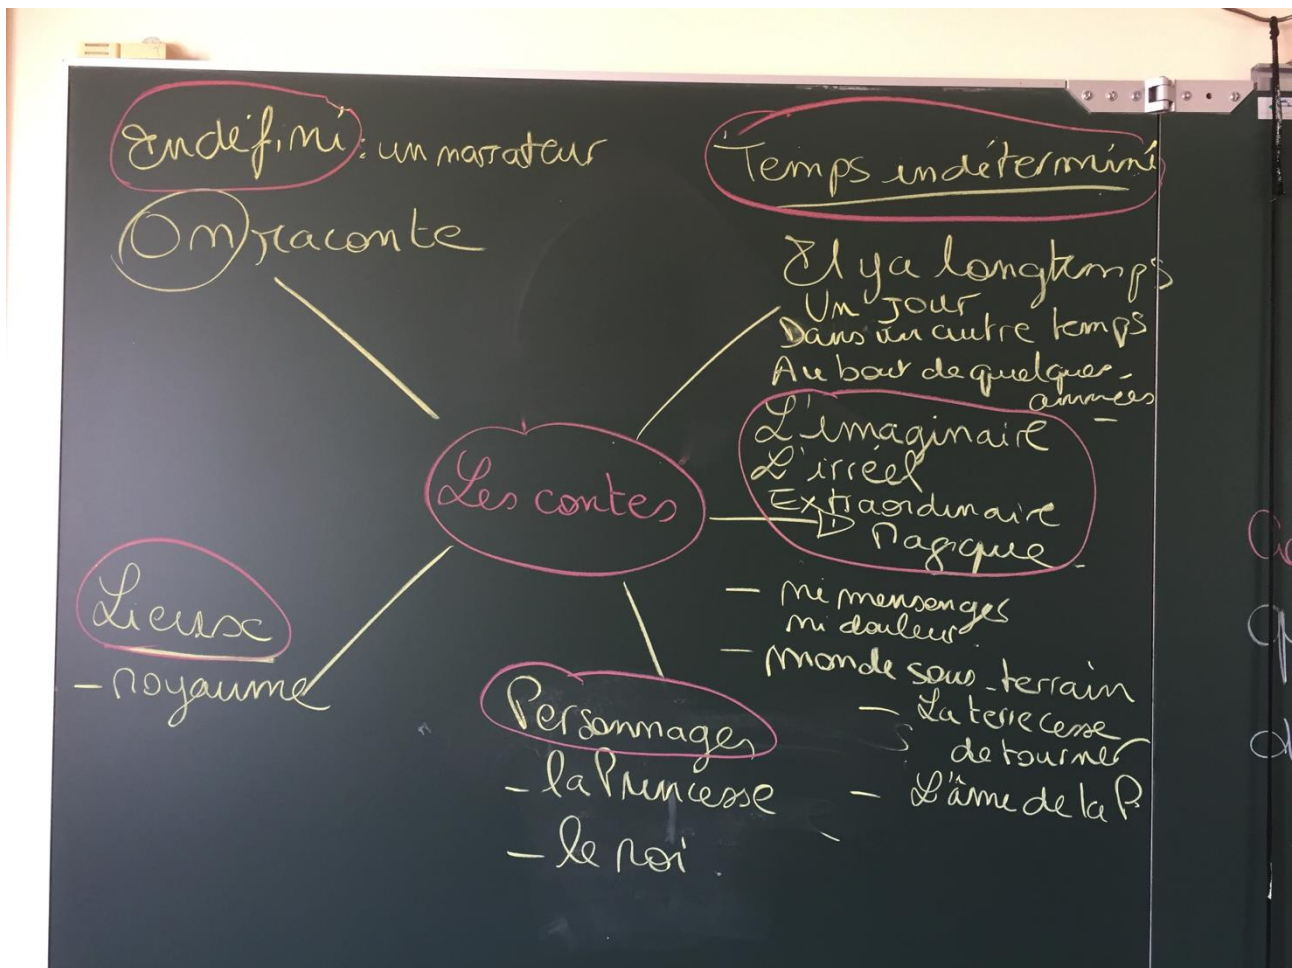 Indéfini : un narrateur
On raconte
Temps indéterminé
Il y a longtemps
Un jour
Dans un autre temps
Au bout de quelques
années
Les contes
L'imaginaire
L'irréel
Extraordinaire
Magique
- ni mensonges
ni douleur
- monde sous-terrain
- La terre cesse
de tourner
- L'âme de la P.
Lieux
- royaume
Personnages
- la Princesse
- le roi